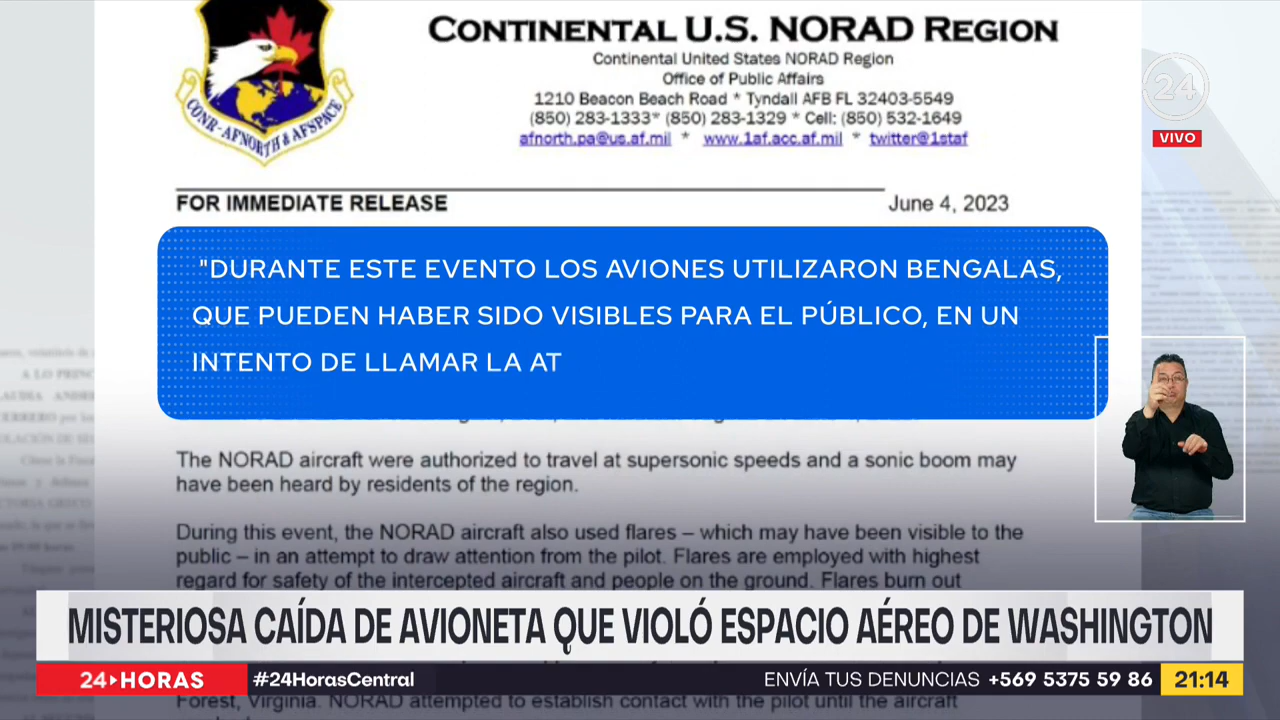 CONTINENTAL U.S. NORAD REGION
Continental United States NORAD Region
Office of Public Affairs
1210 Beacon Beach Road * Tyndall AFB FL 32403-5549
(850) 283-1333* (850) 283-1329 * Cell: (850) 532-1649
afnorth.pa@us.af.mil * www.1af.acc.af.mil * twitter@1staf
CONR-AFNORTH & AFSPACE
24
VIVO
FOR IMMEDIATE RELEASE June 4, 2023
"DURANTE ESTE EVENTO LOS AVIONES UTILIZARON BENGALAS,
QUE PUEDEN HABER SIDO VISIBLES PARA EL PÚBLICO, EN UN
INTENTO DE LLAMAR LA AT
The NORAD aircraft were authorized to travel at supersonic speeds and a sonic boom may
have been heard by residents of the region.
During this event, the NORAD aircraft also used flares – which may have been visible to the
public – in an attempt to draw attention from the pilot. Flares are employed with highest
regard for safety of the intercepted aircraft and people on the ground. Flares burn out
MISTERIOSA CAÍDA DE AVIONETA QUE VIOLÓ ESPACIO AÉREO DE WASHINGTON
24 HORAS #24HorasCentral ENVÍA TUS DENUNCIAS +569 5375 59 86 21:14
Forest, Virginia. NORAD attempted to establish contact with the pilot until the aircraft